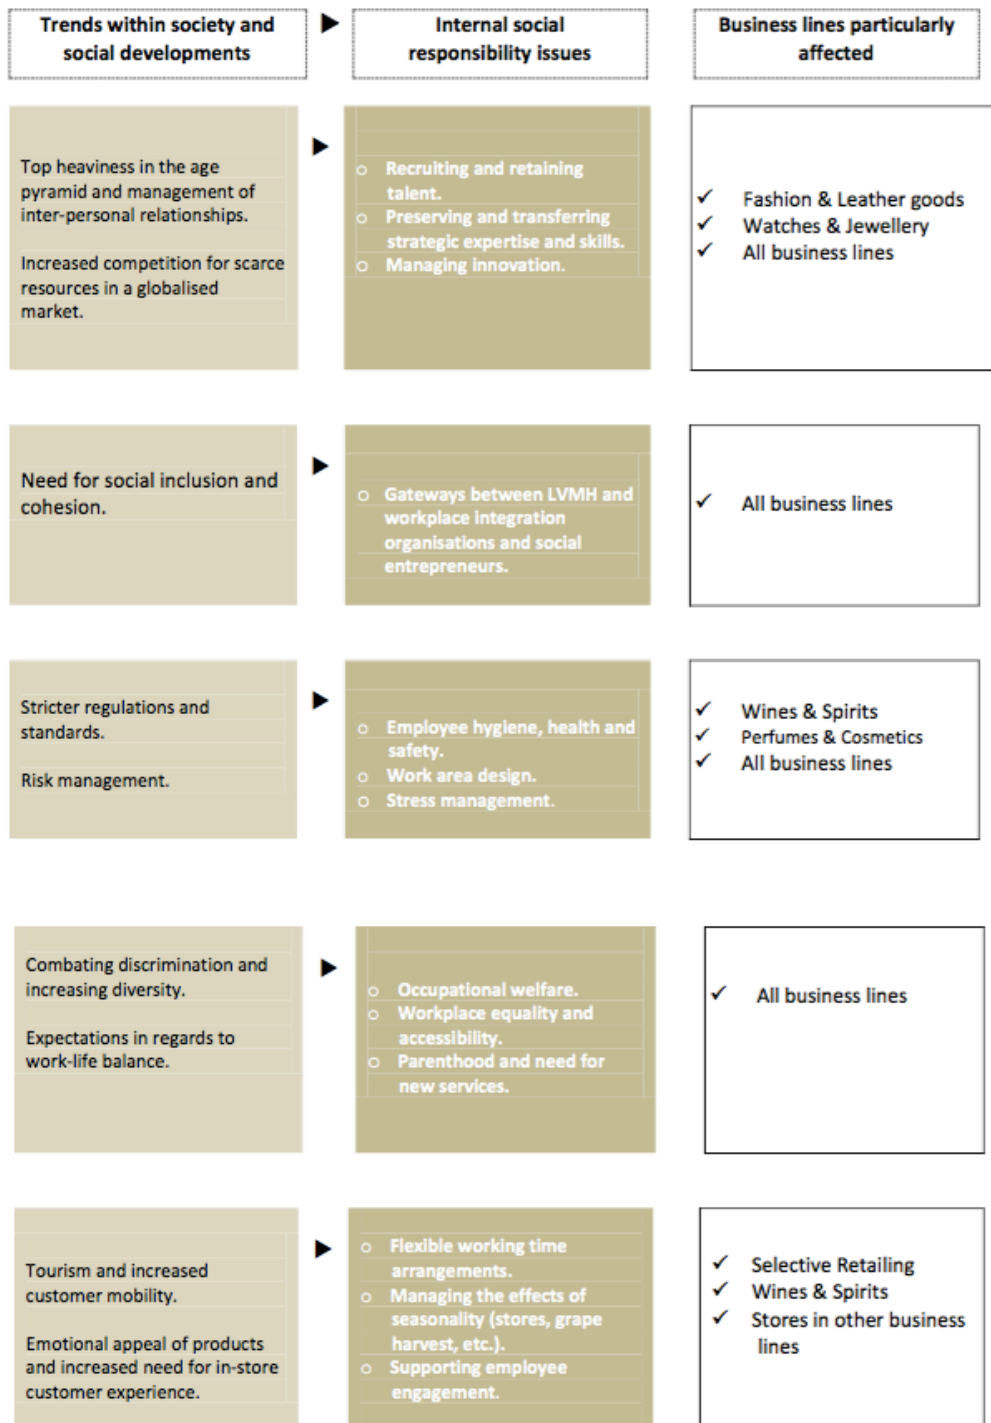 Trends within society and
social developments
►
Internal social
responsibility issues
Business lines particularly
affected
Top heaviness in the age
pyramid and management of
inter-personal relationships.
Increased competition for scarce
resources in a globalised
market.
►
o Recruiting and retaining
talent.
o Preserving and transferring
strategic expertise and skills.
o Managing innovation.
✓ Fashion & Leather goods
✓ Watches & Jewellery
✓ All business lines
Need for social inclusion and
cohesion.
►
o Gateways between LVMH and
workplace integration
organisations and social
entrepreneurs.
✓ All business lines
Stricter regulations and
standards.
Risk management.
►
o Employee hygiene, health and
safety.
o Work area design.
o Stress management.
✓ Wines & Spirits
✓ Perfumes & Cosmetics
✓ All business lines
Combating discrimination and
increasing diversity.
Expectations in regards to
work-life balance.
►
o Occupational welfare.
o Workplace equality and
accessibility.
o Parenthood and need for
new services.
✓ All business lines
Tourism and increased
customer mobility.
Emotional appeal of products
and increased need for in-store
customer experience.
►
o Flexible working time
arrangements.
o Managing the effects of
seasonality (stores, grape
harvest, etc.).
o Supporting employee
engagement.
✓ Selective Retailing
✓ Wines & Spirits
✓ Stores in other business
lines